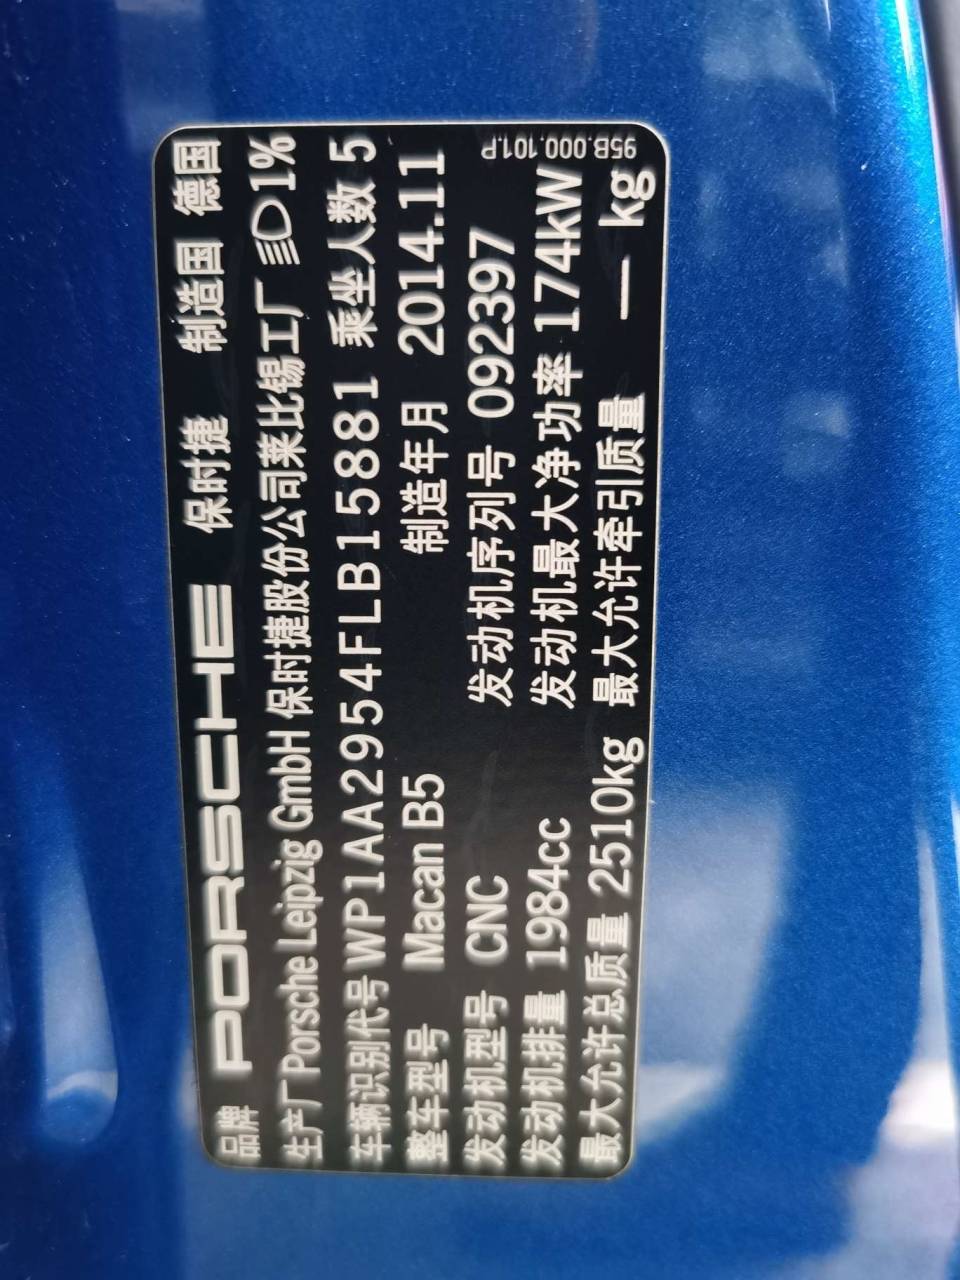 品牌 PORSCHE 保时捷 制造国 德国
生产厂 Porsche Leipzig GmbH 保时捷股份公司莱比锡工厂 1%
车辆识别代号 WP1AA2954FLB15881 乘坐人数 5
整车型号 Macan B5 制造年月 2014.11
发动机型号 CNC 发动机序列号 092397
发动机排量 1984cc 发动机最大净功率 174kW
最大允许总质量 2510kg 最大允许牵引质量 — kg
95B.000.101.P